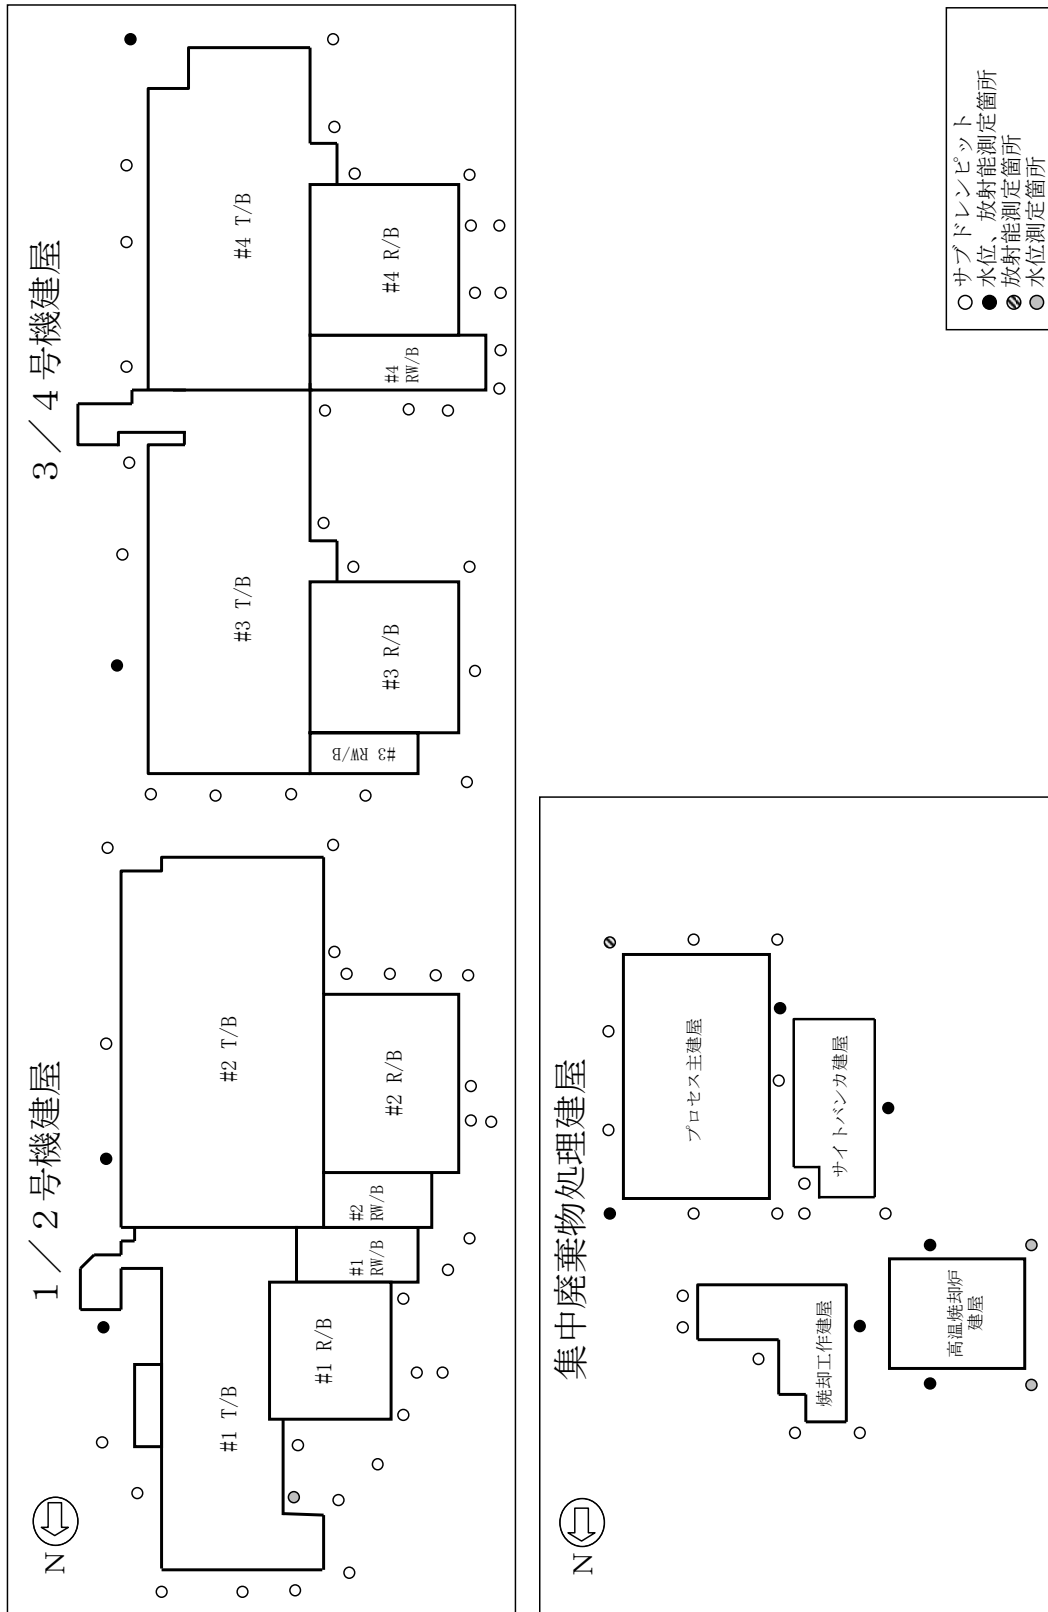 1／2号機建屋
N
#1 T/B
#2 T/B
#1 R/B
#1
RW/B
#2
RW/B
#2 R/B
3／4号機建屋
#3 T/B
#4 T/B
#3 RW/B
#3 R/B
#4
RW/B
#4 R/B
集中廃棄物処理建屋
N
プロセス主建屋
サイトバンカ建屋
焼却工作建屋
高温焼却炉
建屋
サブドレンピット
水位、放射能測定箇所
放射能測定箇所
水位測定箇所